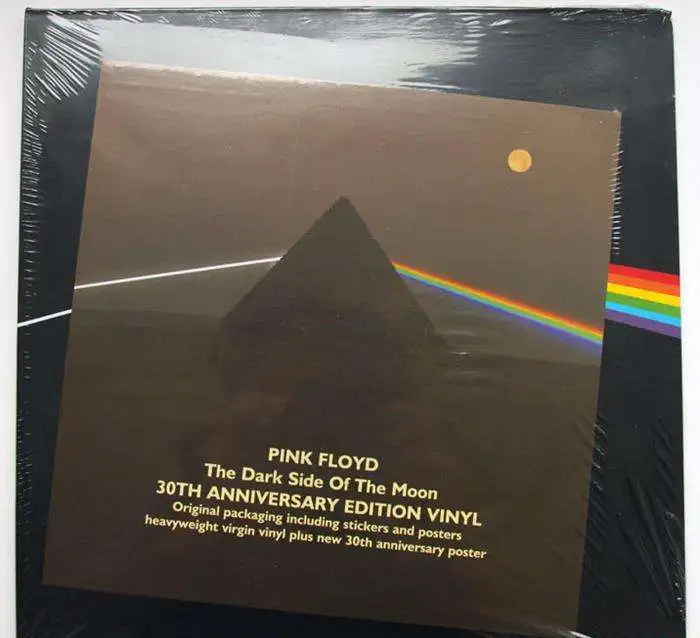 PINK FLOYD
The Dark Side Of The Moon
30TH ANNIVERSARY EDITION VINYL
Original packaging including stickers and posters
heavyweight virgin vinyl plus new 30th anniversary poster